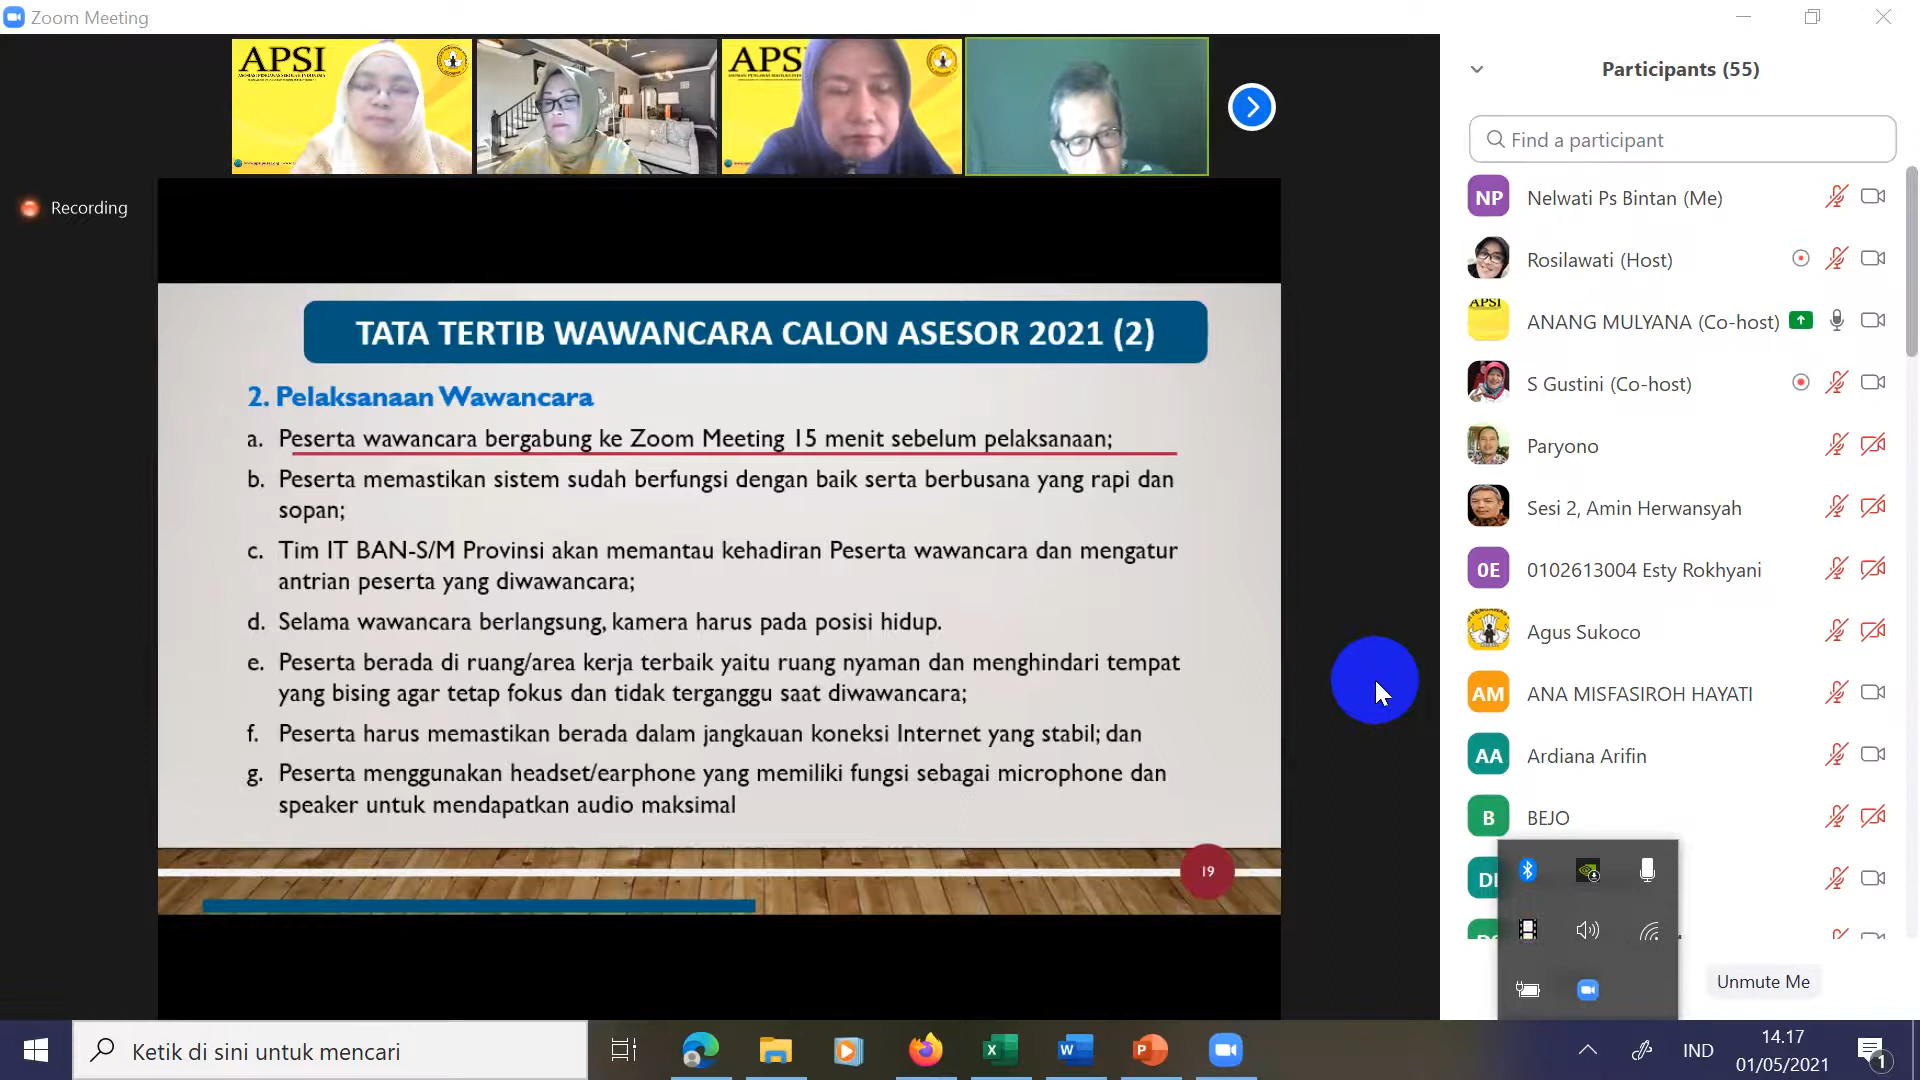 Zoom Meeting
APSI
APS
Recording
TATA TERTIB WAWANCARA CALON ASESOR 2021 (2)
2. Pelaksanaan Wawancara
a. Peserta wawancara bergabung ke Zoom Meeting 15 menit sebelum pelaksanaan;
b. Peserta memastikan sistem sudah berfungsi dengan baik serta berbusana yang rapi dan
sopan;
c. Tim IT BAN-S/M Provinsi akan memantau kehadiran Peserta wawancara dan mengatur
antrian peserta yang diwawancara;
d. Selama wawancara berlangsung, kamera harus pada posisi hidup.
e. Peserta berada di ruang/area kerja terbaik yaitu ruang nyaman dan menghindari tempat
yang bising agar tetap fokus dan tidak terganggu saat diwawancara;
f. Peserta harus memastikan berada dalam jangkauan koneksi Internet yang stabil; dan
g. Peserta menggunakan headset/earphone yang memiliki fungsi sebagai microphone dan
speaker untuk mendapatkan audio maksimal
19
Participants (55)
Find a participant
NP Nelwati Ps Bintan (Me)
Rosilawati (Host)
APSI ANANG MULYANA (Co-host)
S Gustini (Co-host)
Paryono
Sesi 2, Amin Herwansyah
0E 0102613004 Esty Rokhyani
Agus Sukoco
AM ANA MISFASIROH HAYATI
AA Ardiana Arifin
B BEJO
DI
Unmute Me
Ketik di sini untuk mencari
IND
14.17
01/05/2021
1